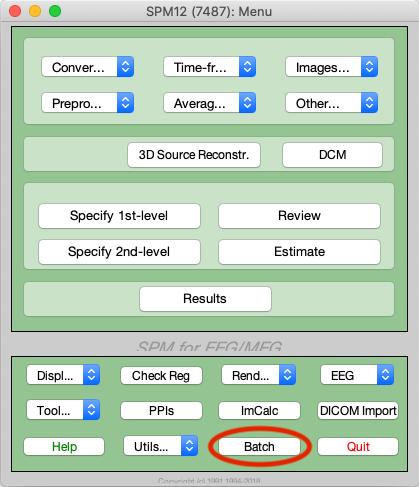 SPM12 (7487): Menu
Conver... Time-fr... Images...
Prepro... Averag... Other...
3D Source Reconstr. DCM
Specify 1st-level Review
Specify 2nd-level Estimate
Results
SPM for EEG/MEG
Displ... Check Reg Rend... EEG
Tool... PPIs ImCalc DICOM Import
Help Utils... Batch Quit
Copyright (c) 1991,1994-2018